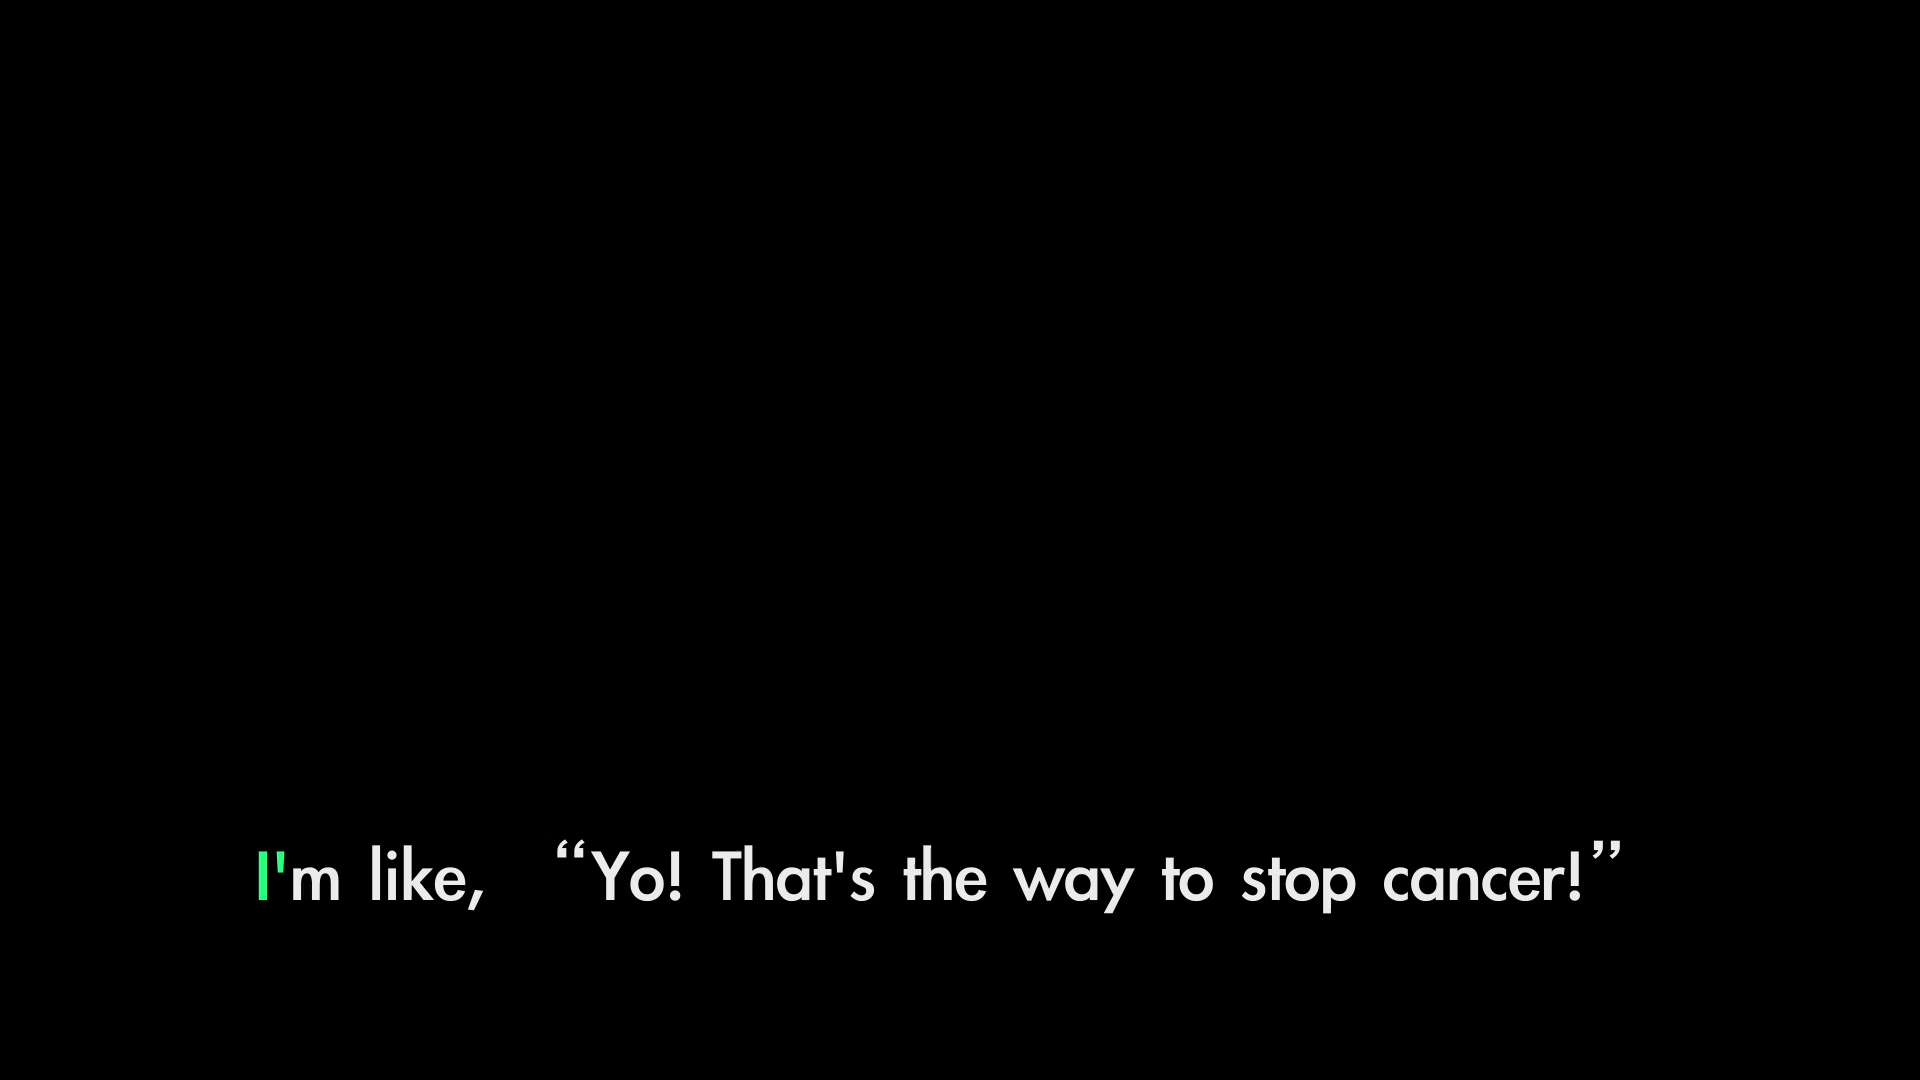 I'm like, “Yo! That's the way to stop cancer!”